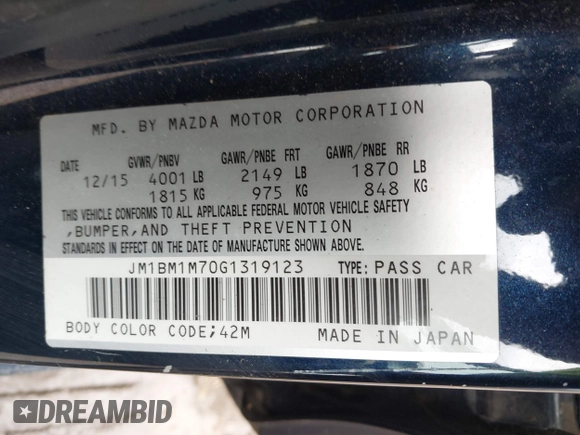 MFD. BY MAZDA MOTOR CORPORATION
DATE GVWR/PNBV GAWR/PNBE FRT GAWR/PNBE RR
12/15 4001 LB 2149 LB 1870 LB
1815 KG 975 KG 848 KG
THIS VEHICLE CONFORMS TO ALL APPLICABLE FEDERAL MOTOR VEHICLE SAFETY
,BUMPER,AND THEFT PREVENTION
STANDARDS IN EFFECT ON THE DATE OF MANUFACTURE SHOWN ABOVE.
JM1BM1M70G1319123 TYPE: PASS CAR
BODY COLOR CODE;42M MADE IN JAPAN
DREAMBID